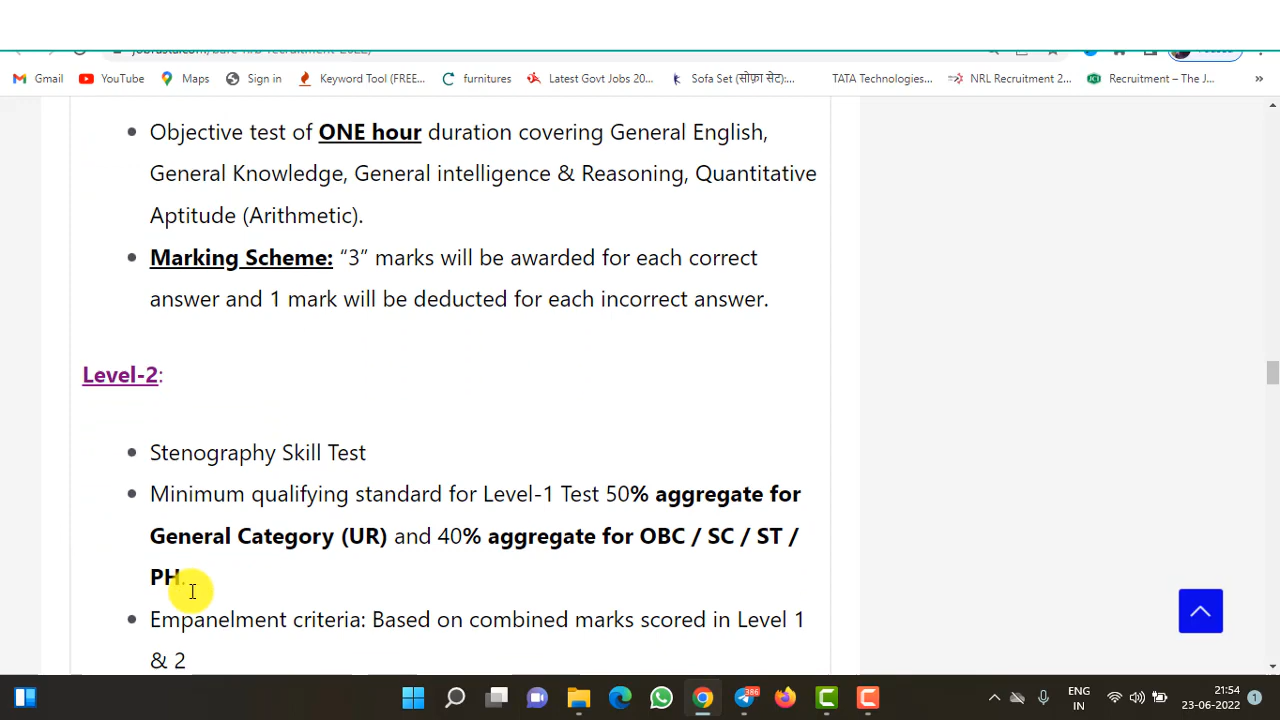 Gmail YouTube Maps Sign in Keyword Tool (FREE... furnitures Latest Govt Jobs 20... Sofa Set (सोफ़ा सेट):... TATA Technologies... NRL Recruitment 2... Recruitment – The J... »
• Objective test of ONE hour duration covering General English,
General Knowledge, General intelligence & Reasoning, Quantitative
Aptitude (Arithmetic).
• Marking Scheme: “3” marks will be awarded for each correct
answer and 1 mark will be deducted for each incorrect answer.
Level-2:
• Stenography Skill Test
• Minimum qualifying standard for Level-1 Test 50% aggregate for
General Category (UR) and 40% aggregate for OBC / SC / ST /
PH.
• Empanelment criteria: Based on combined marks scored in Level 1
& 2
386
ENG
IN
21:54
23-06-2022
1